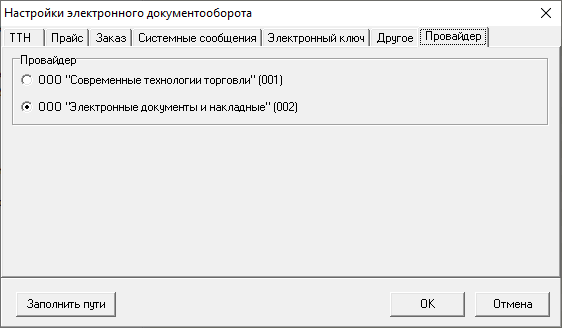 Настройки электронного документооборота
ТТН Прайс Заказ Системные сообщения Электронный ключ Другое Провайдер
Провайдер
ООО "Современные технологии торговли" (001)
ООО "Электронные документы и накладные" (002)
Заполнить пути OK Отмена